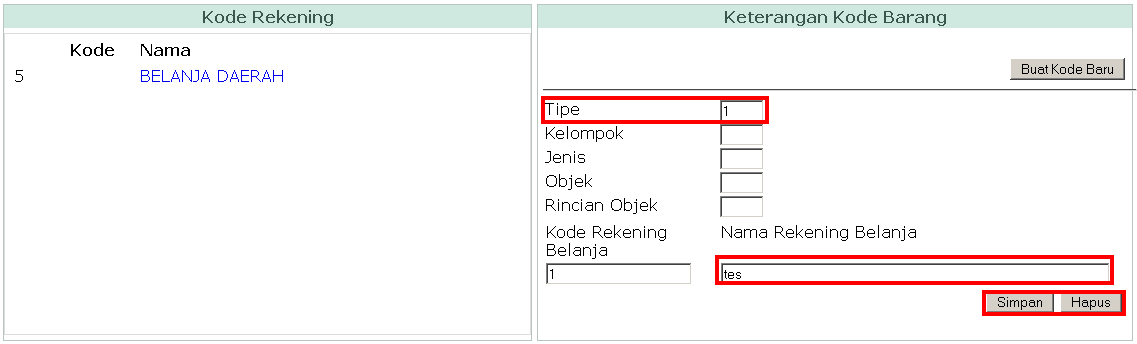 Kode Rekening
Kode Nama
5 BELANJA DAERAH
Keterangan Kode Barang
Buat Kode Baru
Tipe 1
Kelompok
Jenis
Objek
Rincian Objek
Kode Rekening Belanja Nama Rekening Belanja
1 tes
Simpan Hapus